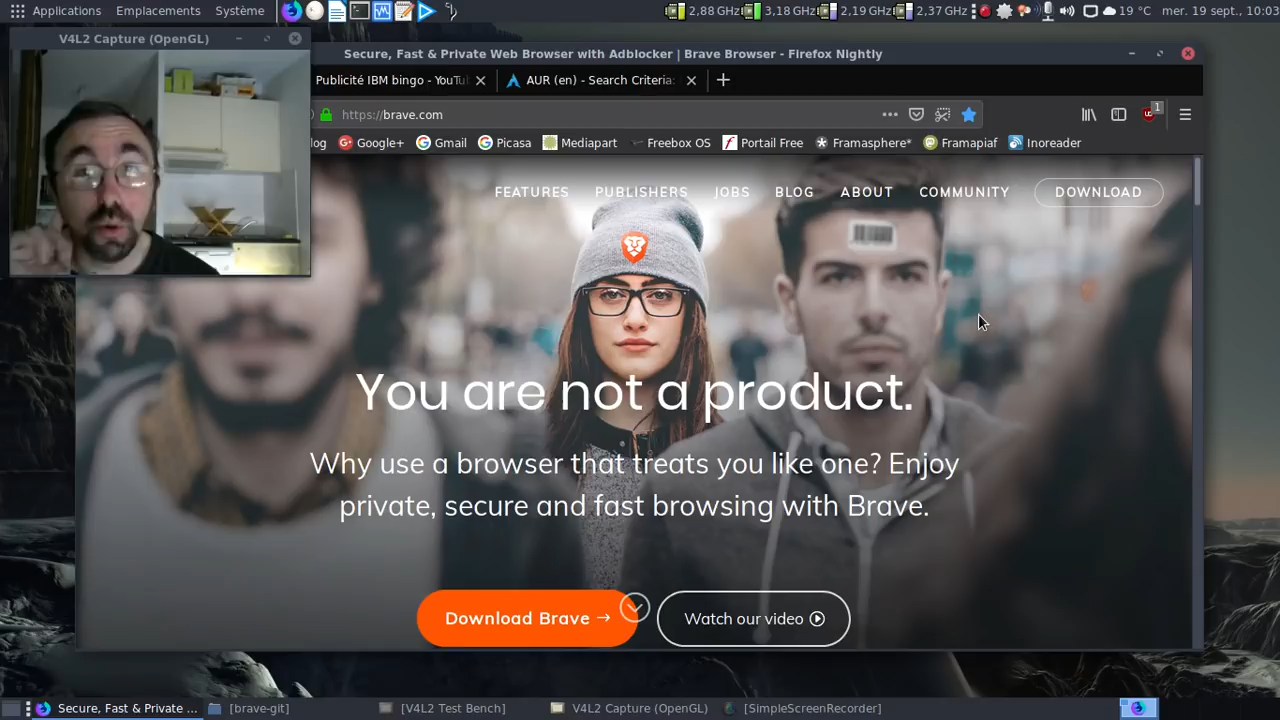 Applications Emplacements Système
2,88 GHz 3,18 GHz 2,19 GHz 2,37 GHz 19 °C mer. 19 sept., 10:03
V4L2 Capture (OpenGL)
Secure, Fast & Private Web Browser with Adblocker | Brave Browser - Firefox Nightly
Publicité IBM bingo - YouTu
AUR (en) - Search Criteria:
https://brave.com
1
log Google+ Gmail Picasa Mediapart Freebox OS Portail Free Framasphere* Framapiaf Inoreader
FEATURES PUBLISHERS JOBS BLOG ABOUT COMMUNITY DOWNLOAD
You are not a product.
Why use a browser that treats you like one? Enjoy
private, secure and fast browsing with Brave.
Download Brave →
Watch our video
Secure, Fast & Private ... [brave-git] [V4L2 Test Bench] V4L2 Capture (OpenGL) [SimpleScreenRecorder]